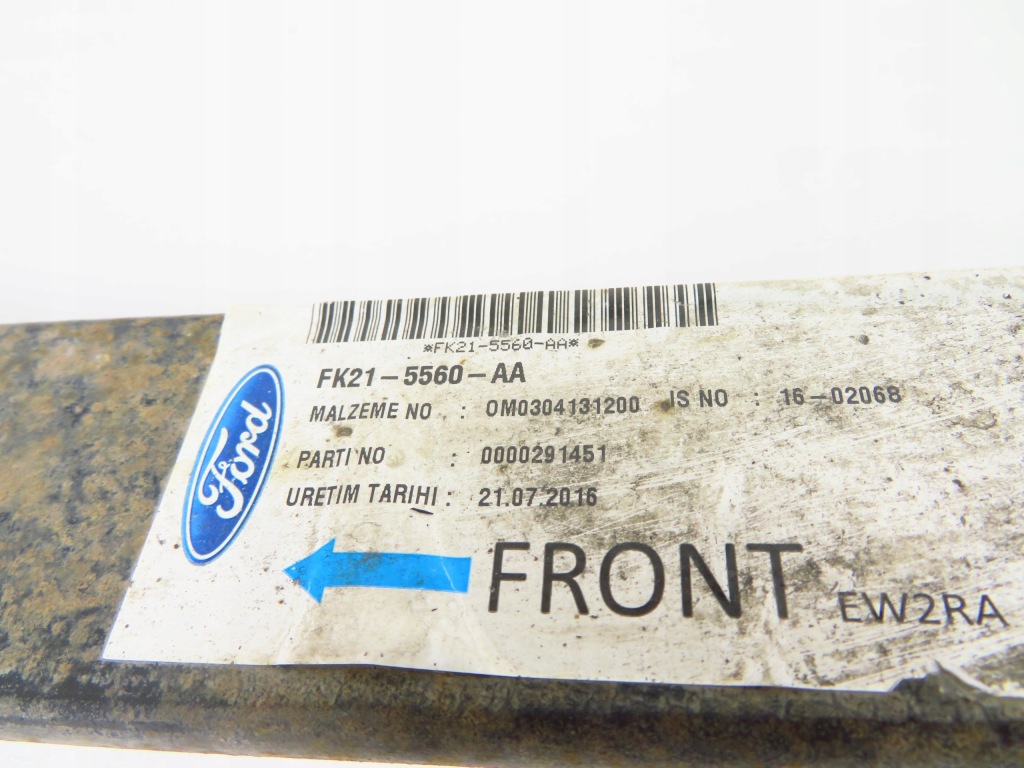 *FK21-5560-AA*
FK21-5560-AA
MALZEME NO : 0M0304131200 IS NO : 16-02068
PARTI NO : 0000291451
URETIM TARIHI : 21.07.2016
Ford
FRONT EW2RA